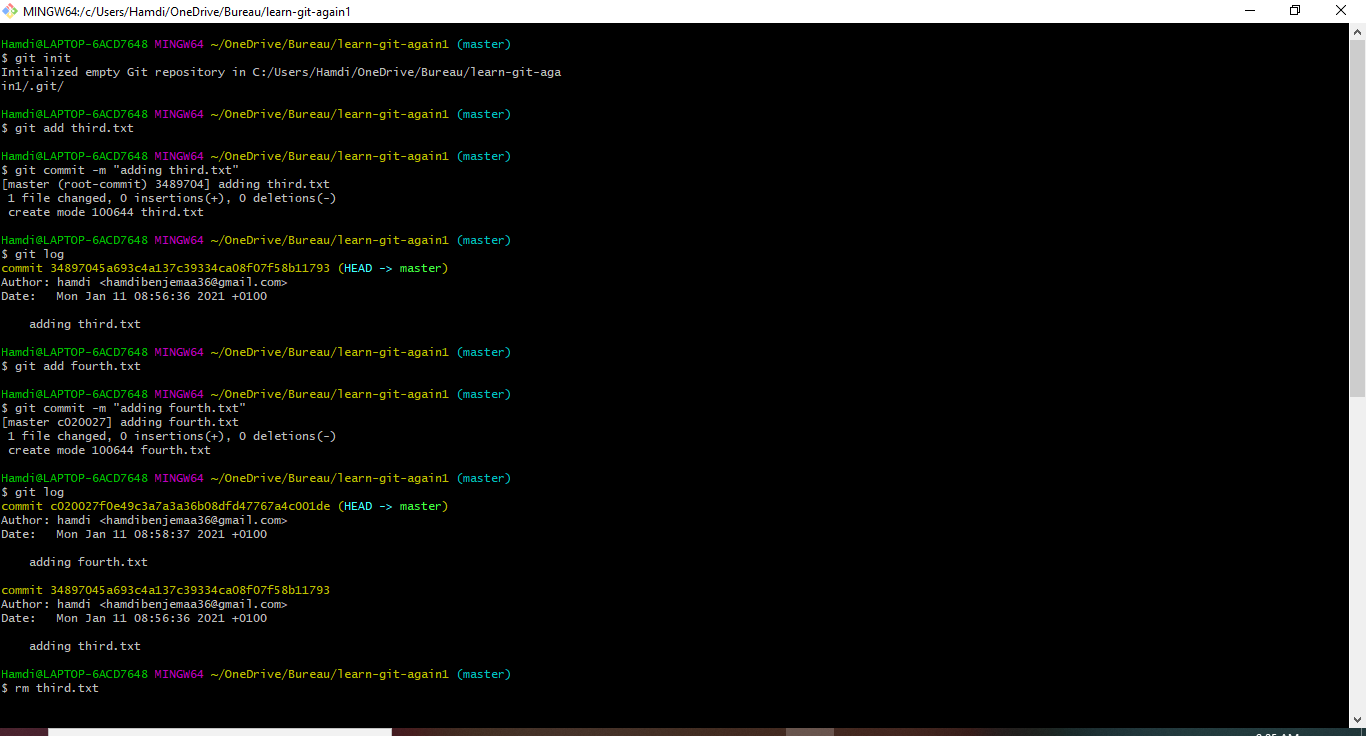 MINGW64:/c/Users/Hamdi/OneDrive/Bureau/learn-git-again1
Hamdi@LAPTOP-6ACD7648 MINGW64 ~/OneDrive/Bureau/learn-git-again1 (master)
$ git init
Initialized empty Git repository in C:/Users/Hamdi/OneDrive/Bureau/learn-git-aga
in1/.git/
Hamdi@LAPTOP-6ACD7648 MINGW64 ~/OneDrive/Bureau/learn-git-again1 (master)
$ git add third.txt
Hamdi@LAPTOP-6ACD7648 MINGW64 ~/OneDrive/Bureau/learn-git-again1 (master)
$ git commit -m "adding third.txt"
[master (root-commit) 3489704] adding third.txt
 1 file changed, 0 insertions(+), 0 deletions(-)
 create mode 100644 third.txt
Hamdi@LAPTOP-6ACD7648 MINGW64 ~/OneDrive/Bureau/learn-git-again1 (master)
$ git log
commit 34897045a693c4a137c39334ca08f07f58b11793 (HEAD -> master)
Author: hamdi <hamdibenjemaa36@gmail.com>
Date:   Mon Jan 11 08:56:36 2021 +0100
    adding third.txt
Hamdi@LAPTOP-6ACD7648 MINGW64 ~/OneDrive/Bureau/learn-git-again1 (master)
$ git add fourth.txt
Hamdi@LAPTOP-6ACD7648 MINGW64 ~/OneDrive/Bureau/learn-git-again1 (master)
$ git commit -m "adding fourth.txt"
[master c020027] adding fourth.txt
 1 file changed, 0 insertions(+), 0 deletions(-)
 create mode 100644 fourth.txt
Hamdi@LAPTOP-6ACD7648 MINGW64 ~/OneDrive/Bureau/learn-git-again1 (master)
$ git log
commit c020027f0e49c3a7a3a36b08dfd47767a4c001de (HEAD -> master)
Author: hamdi <hamdibenjemaa36@gmail.com>
Date:   Mon Jan 11 08:58:37 2021 +0100
    adding fourth.txt
commit 34897045a693c4a137c39334ca08f07f58b11793
Author: hamdi <hamdibenjemaa36@gmail.com>
Date:   Mon Jan 11 08:56:36 2021 +0100
    adding third.txt
Hamdi@LAPTOP-6ACD7648 MINGW64 ~/OneDrive/Bureau/learn-git-again1 (master)
$ rm third.txt